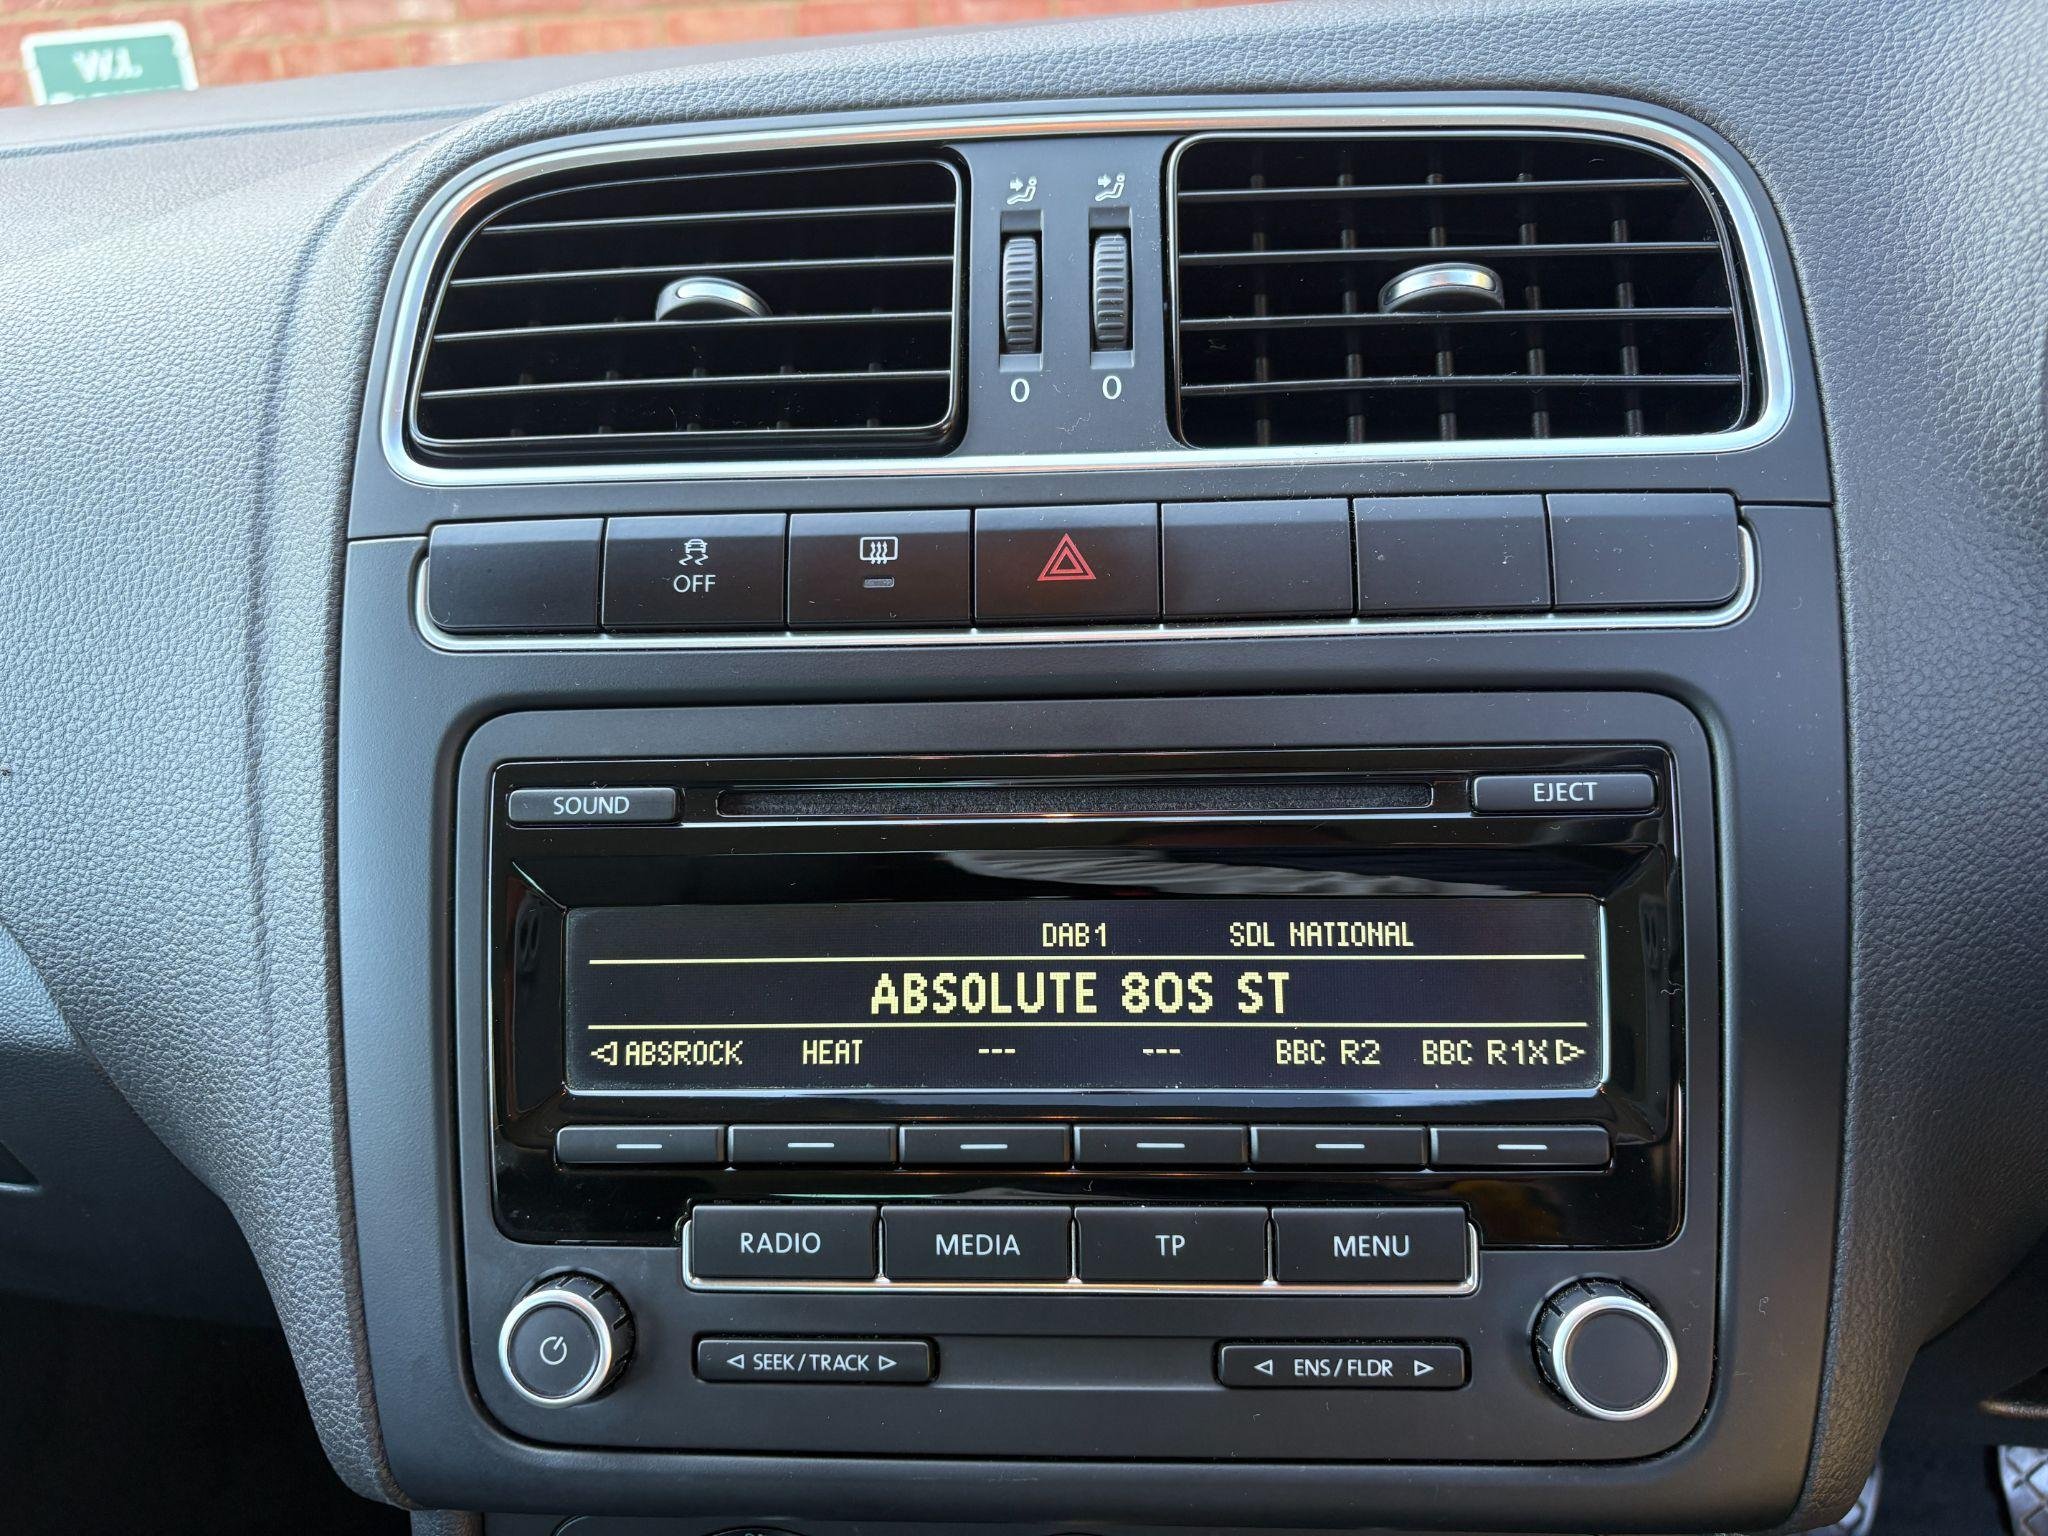 0 0
OFF
SOUND EJECT
DAB1 SDL NATIONAL
ABSOLUTE 80S ST
ABSROCK HEAT --- --- BBC R2 BBC R1X
RADIO MEDIA TP MENU
SEEK/TRACK ENS/FLDR